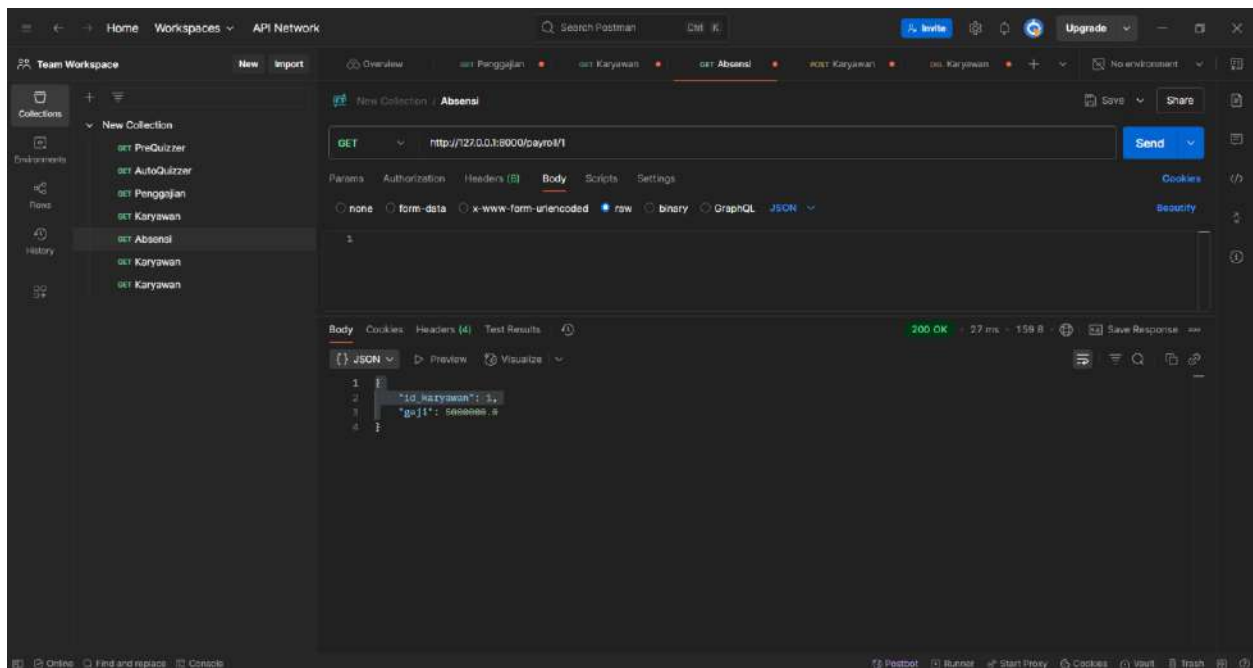 Home Workspaces API Network Search Postman Ctrl K Invite Upgrade
Team Workspace New Import Overview GET Penggajian GET Karyawan GET Absensi POST Karyawan DEL Karyawan No environment
Collections
Environments
Flows
History
New Collection
GET PreQuizzer
GET AutoQuizzer
GET Penggajian
GET Karyawan
GET Absensi
GET Karyawan
GET Karyawan
New Collection / Absensi Save Share
GET http://127.0.0.1:8000/payroll/1 Send
Params Authorization Headers (6) Body Scripts Settings Cookies
none form-data x-www-form-urlencoded raw binary GraphQL JSON Beautify
1
Body Cookies Headers (4) Test Results 200 OK 27 ms 159 B Save Response
{} JSON Preview Visualize
1 {
2 "id_karyawan": 1,
3 "gaji": 5000000.0
4 }
Online Find and replace Console Postbot Runner Start Proxy Cookies Vault Trash